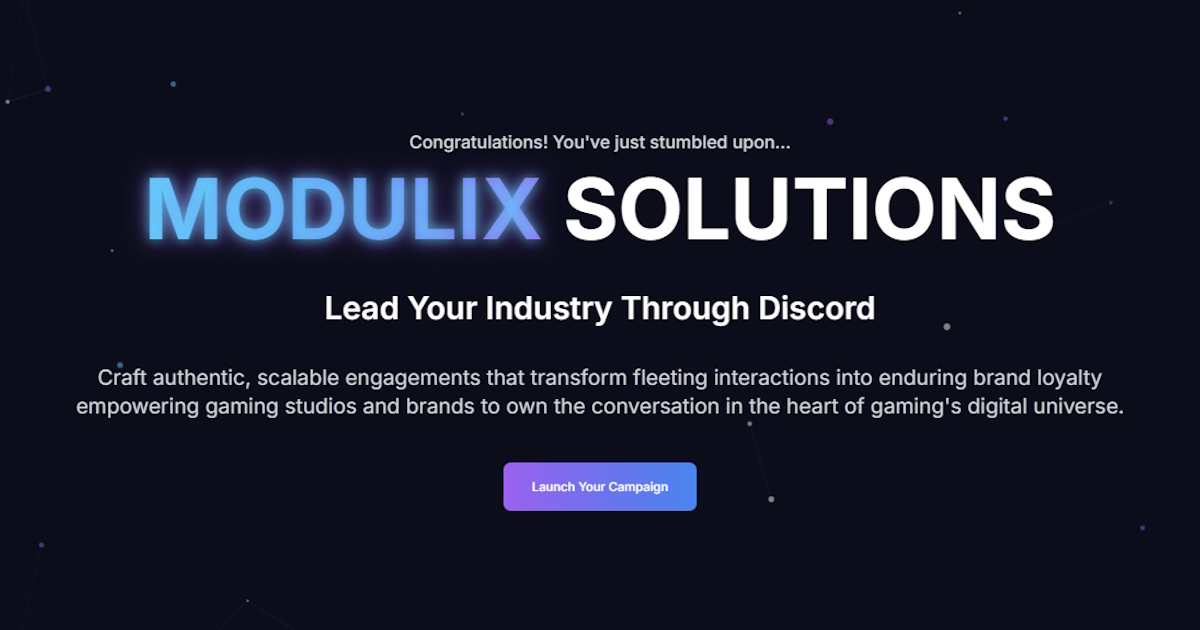 Congratulations! You've just stumbled upon...
MODULIX SOLUTIONS
Lead Your Industry Through Discord
Craft authentic, scalable engagements that transform fleeting interactions into enduring brand loyalty
empowering gaming studios and brands to own the conversation in the heart of gaming's digital universe.
Launch Your Campaign